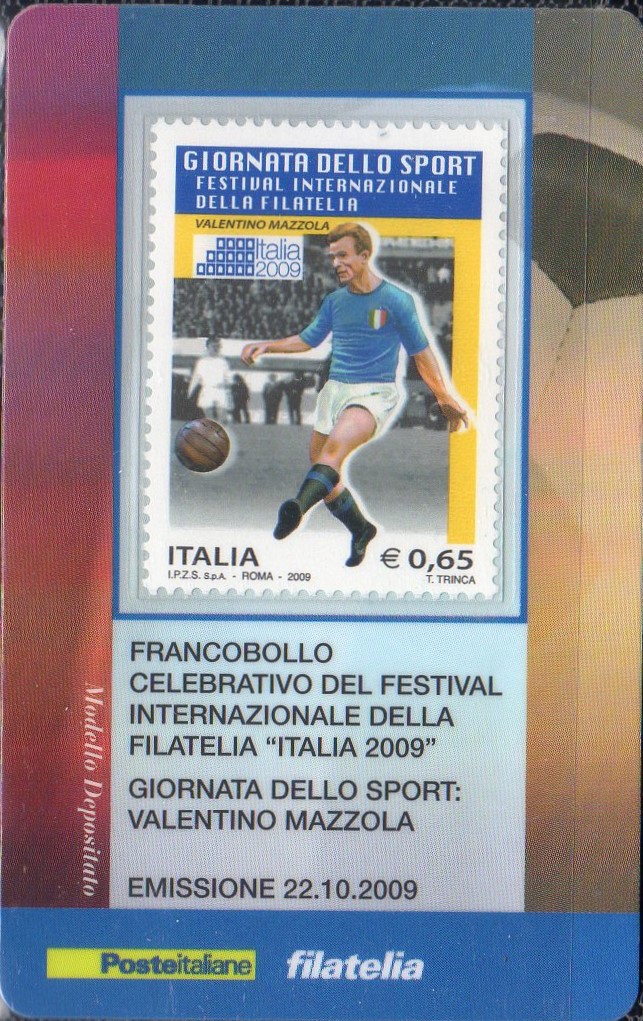 GIORNATA DELLO SPORT
FESTIVAL INTERNAZIONALE
DELLA FILATELIA
VALENTINO MAZZOLA
Italia
2009
ITALIA
€ 0,65
I.P.Z.S. S.p.A. - ROMA - 2009
T. TRINCA
FRANCOBOLLO
CELEBRATIVO DEL FESTIVAL
INTERNAZIONALE DELLA
FILATELIA “ITALIA 2009”
GIORNATA DELLO SPORT:
VALENTINO MAZZOLA
EMISSIONE 22.10.2009
Modello Depositato
Posteitaliane
filatelia